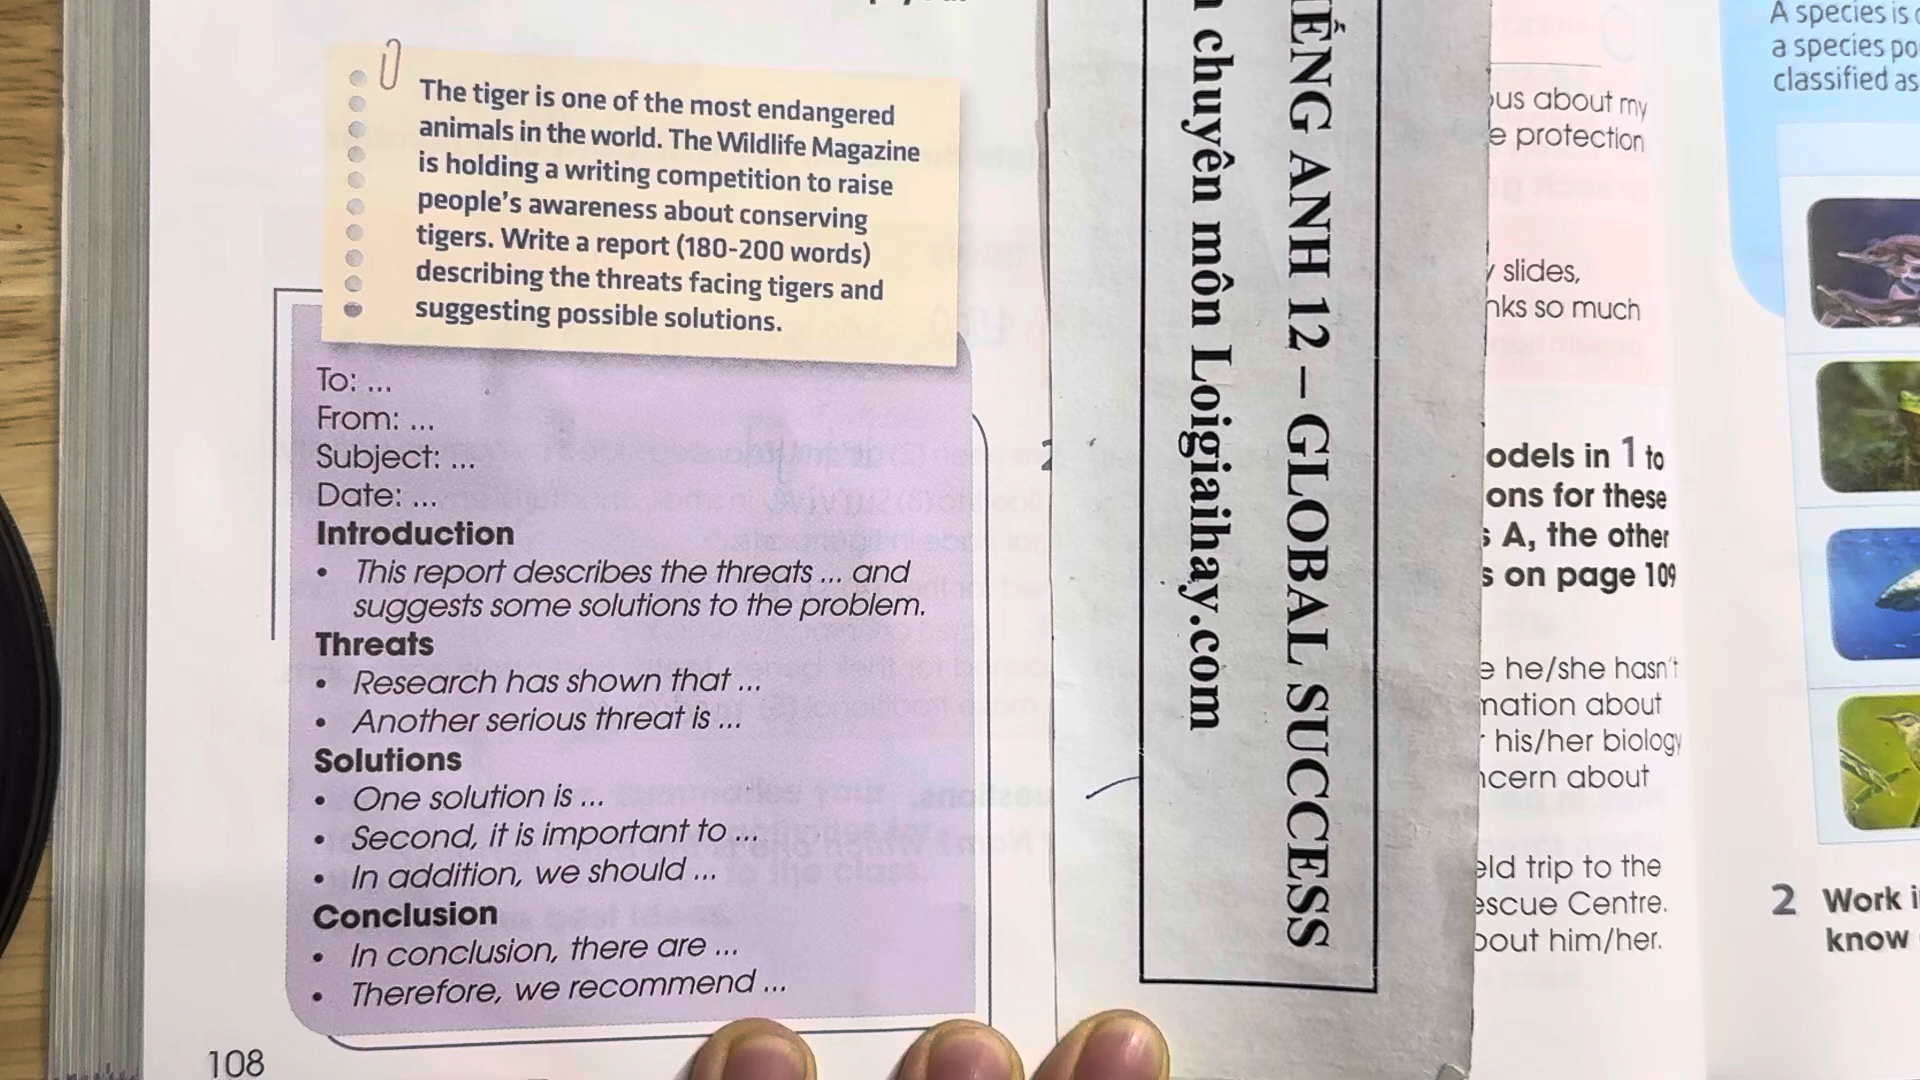 The tiger is one of the most endangered
animals in the world. The Wildlife Magazine
is holding a writing competition to raise
people's awareness about conserving
tigers. Write a report (180-200 words)
describing the threats facing tigers and
suggesting possible solutions.
To: ...
From: ...
Subject: ...
Date: ...
Introduction
• This report describes the threats ... and
suggests some solutions to the problem.
Threats
• Research has shown that ...
• Another serious threat is ...
Solutions
• One solution is ...
• Second, it is important to ...
• In addition, we should ...
Conclusion
• In conclusion, there are ...
• Therefore, we recommend ...
108
ẾNG ANH 12 – GLOBAL SUCCESS
chuyên môn Loigiaihay.com
us about my
e protection
slides,
nks so much
odels in 1 to
ons for these
A, the other
s on page 109
e he/she hasn't
mation about
his/her biology
ncern about
eld trip to the
escue Centre.
bout him/her.
A species is
a species po
classified as
2 Work i
know